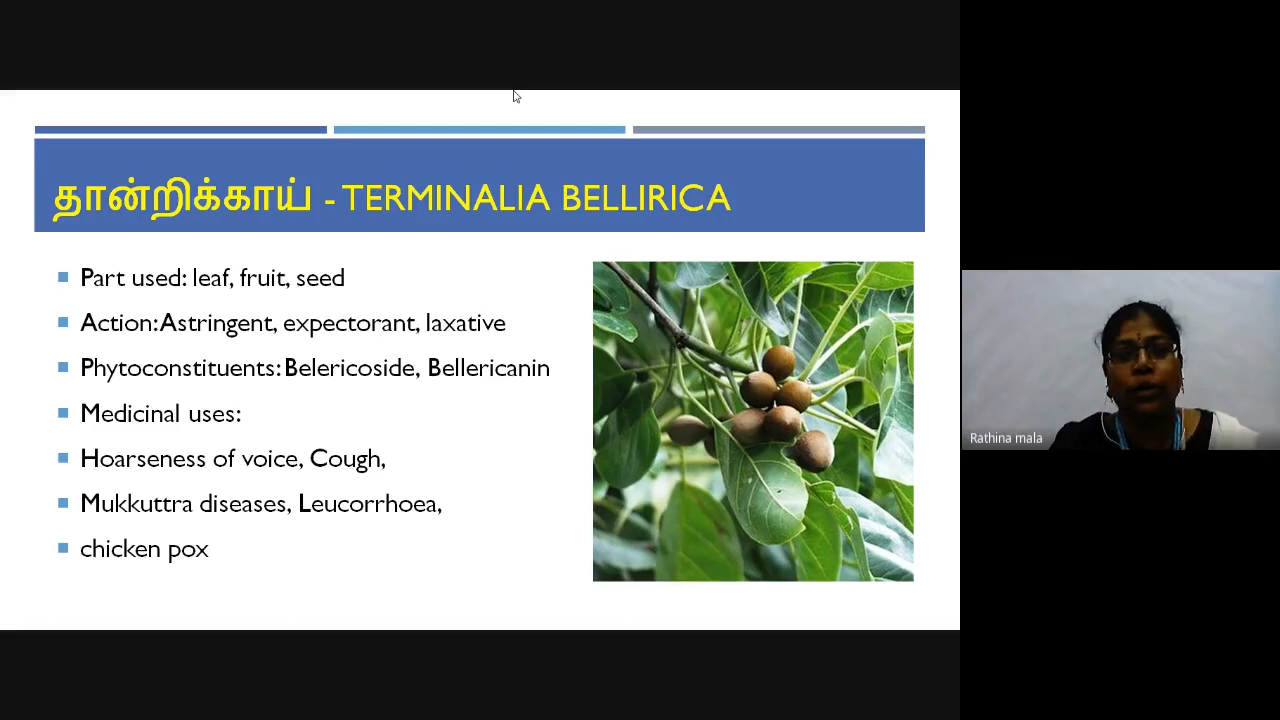 தான்றிக்காய் - TERMINALIA BELLIRICA
Part used: leaf, fruit, seed
Action: Astringent, expectorant, laxative
Phytoconstituents: Belericoside, Bellericanin
Medicinal uses:
Hoarseness of voice, Cough,
Mukkuttra diseases, Leucorrhoea,
chicken pox
Rathina mala